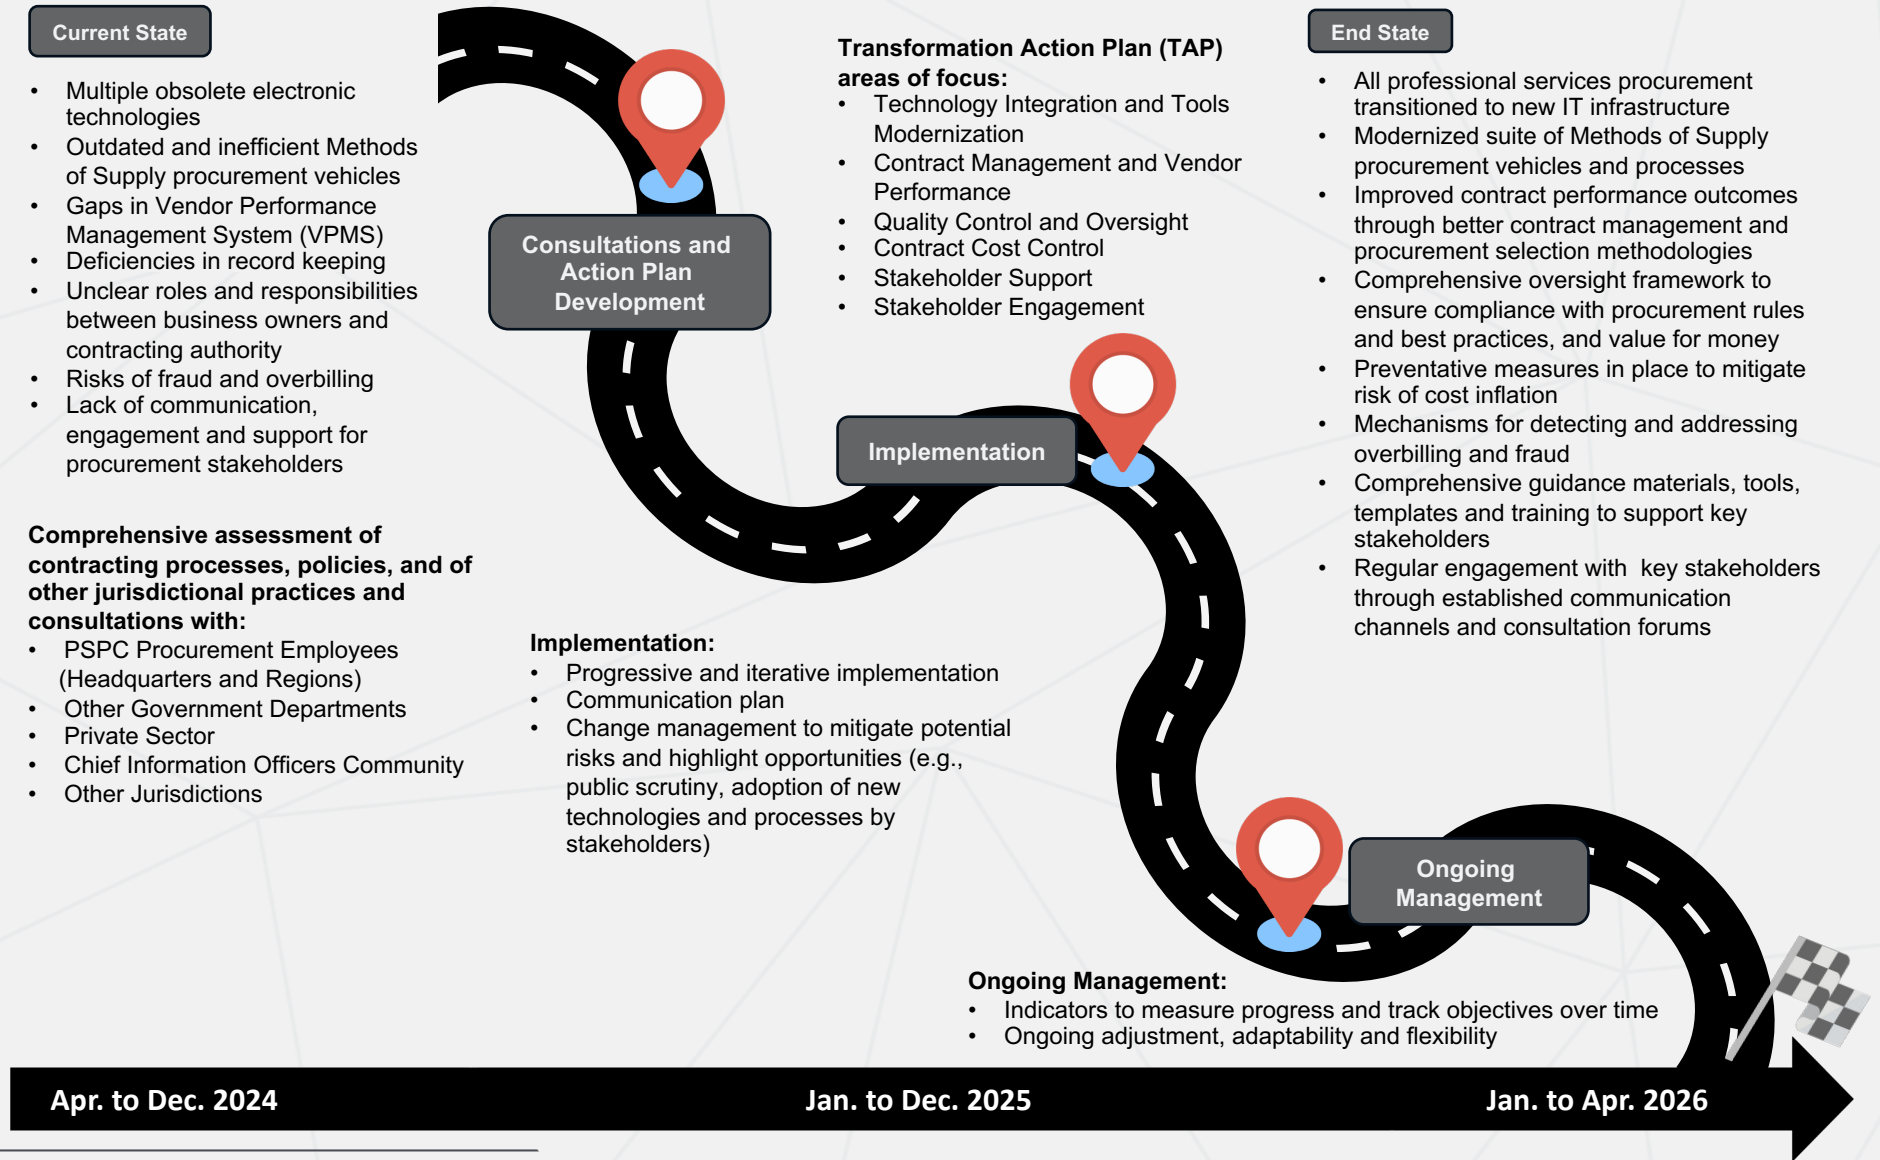 Current State
• Multiple obsolete electronic
technologies
• Outdated and inefficient Methods
of Supply procurement vehicles
• Gaps in Vendor Performance
Management System (VPMS)
• Deficiencies in record keeping
• Unclear roles and responsibilities
between business owners and
contracting authority
• Risks of fraud and overbilling
• Lack of communication,
engagement and support for
procurement stakeholders
Comprehensive assessment of
contracting processes, policies, and of
other jurisdictional practices and
consultations with:
• PSPC Procurement Employees
(Headquarters and Regions)
• Other Government Departments
• Private Sector
• Chief Information Officers Community
• Other Jurisdictions
Consultations and
Action Plan
Development
Transformation Action Plan (TAP)
areas of focus:
• Technology Integration and Tools
Modernization
• Contract Management and Vendor
Performance
• Quality Control and Oversight
• Contract Cost Control
• Stakeholder Support
• Stakeholder Engagement
Implementation
Implementation:
• Progressive and iterative implementation
• Communication plan
• Change management to mitigate potential
risks and highlight opportunities (e.g.,
public scrutiny, adoption of new
technologies and processes by
stakeholders)
End State
• All professional services procurement
transitioned to new IT infrastructure
• Modernized suite of Methods of Supply
procurement vehicles and processes
• Improved contract performance outcomes
through better contract management and
procurement selection methodologies
• Comprehensive oversight framework to
ensure compliance with procurement rules
and best practices, and value for money
• Preventative measures in place to mitigate
risk of cost inflation
• Mechanisms for detecting and addressing
overbilling and fraud
• Comprehensive guidance materials, tools,
templates and training to support key
stakeholders
• Regular engagement with key stakeholders
through established communication
channels and consultation forums
Ongoing
Management
Ongoing Management:
• Indicators to measure progress and track objectives over time
• Ongoing adjustment, adaptability and flexibility
Apr. to Dec. 2024
Jan. to Dec. 2025
Jan. to Apr. 2026